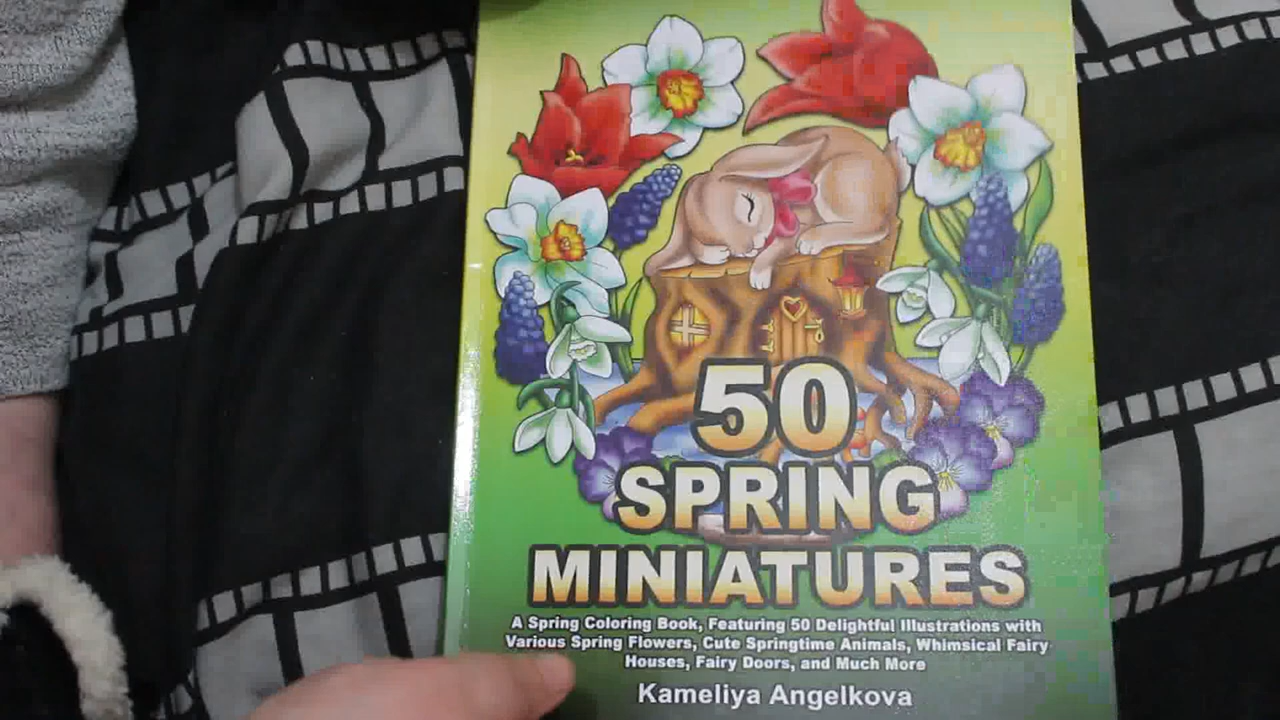 50
SPRING
MINIATURES
A Spring Coloring Book, Featuring 50 Delightful Illustrations with
Various Spring Flowers, Cute Springtime Animals, Whimsical Fairy
Houses, Fairy Doors, and Much More
Kameliya Angelkova